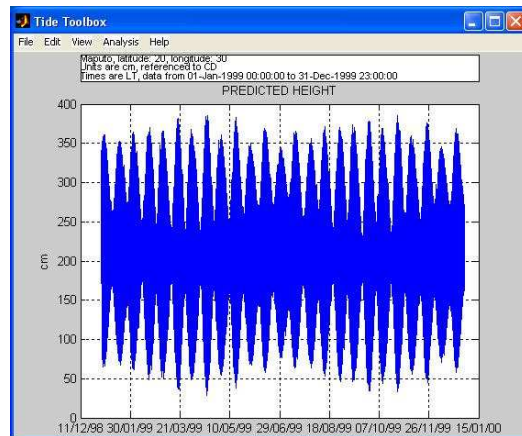 Tide Toolbox
File Edit View Analysis Help
Maputo, latitude: 20, longitude: 30
Units are cm, referenced to CD
Times are LT, data from 01-Jan-1999 00:00:00 to 31-Dec-1999 23:00:00
PREDICTED HEIGHT
400
350
300
250
200
150
100
50
0
cm
11/12/98 30/01/99 21/03/99 10/05/99 29/06/99 18/08/99 07/10/99 26/11/99 15/01/00